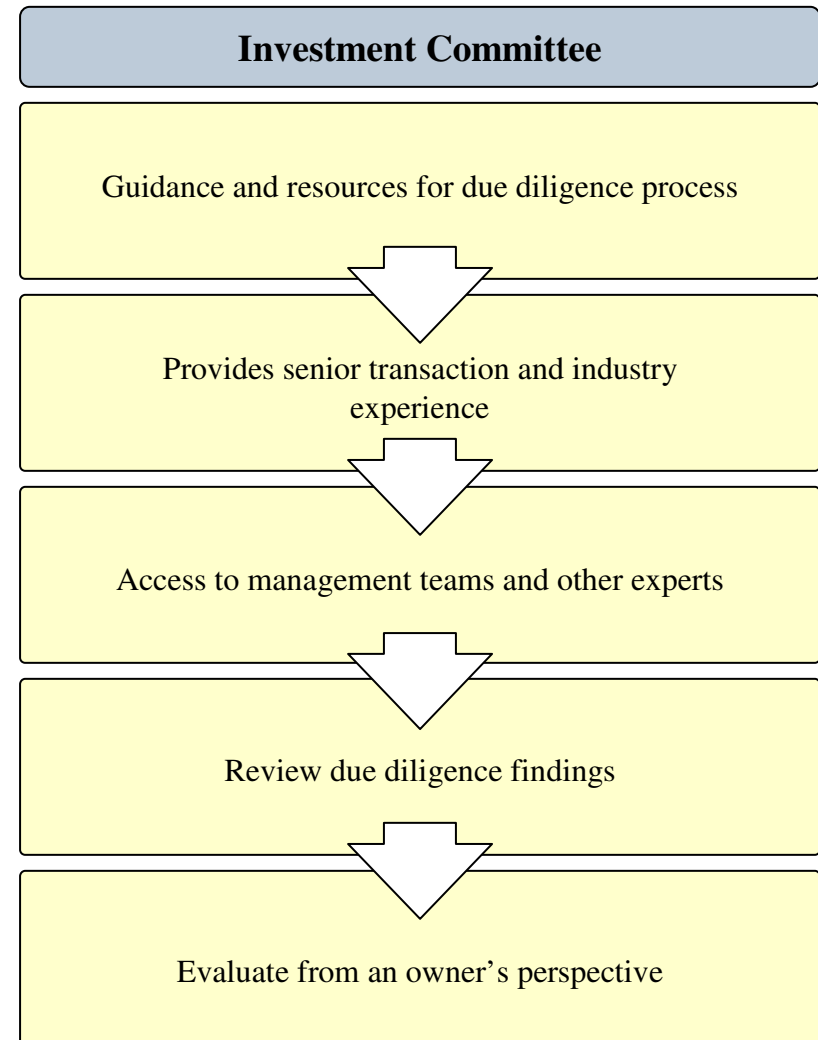 Investment Committee
Guidance and resources for due diligence process
Provides senior transaction and industry
experience
Access to management teams and other experts
Review due diligence findings
Evaluate from an owner’s perspective